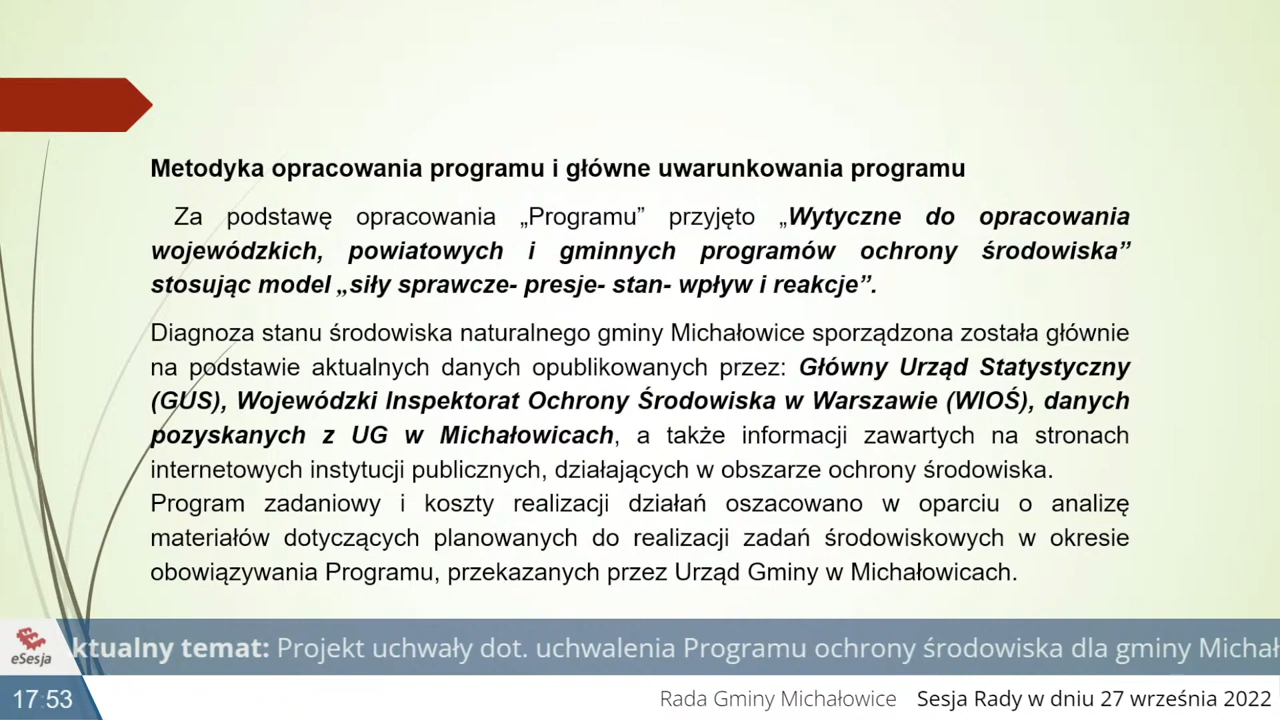 Metodyka opracowania programu i główne uwarunkowania programu
Za podstawę opracowania „Programu” przyjęto „Wytyczne do opracowania
wojewódzkich, powiatowych i gminnych programów ochrony środowiska”
stosując model „siły sprawcze- presje- stan- wpływ i reakcje”.
Diagnoza stanu środowiska naturalnego gminy Michałowice sporządzona została głównie
na podstawie aktualnych danych opublikowanych przez: Główny Urząd Statystyczny
(GUS), Wojewódzki Inspektorat Ochrony Środowiska w Warszawie (WIOŚ), danych
pozyskanych z UG w Michałowicach, a także informacji zawartych na stronach
internetowych instytucji publicznych, działających w obszarze ochrony środowiska.
Program zadaniowy i koszty realizacji działań oszacowano w oparciu o analizę
materiałów dotyczących planowanych do realizacji zadań środowiskowych w okresie
obowiązywania Programu, przekazanych przez Urząd Gminy w Michałowicach.
eSesja
ktualny temat: Projekt uchwały dot. uchwalenia Programu ochrony środowiska dla gminy Michał
17:53
Rada Gminy Michałowice Sesja Rady w dniu 27 września 2022